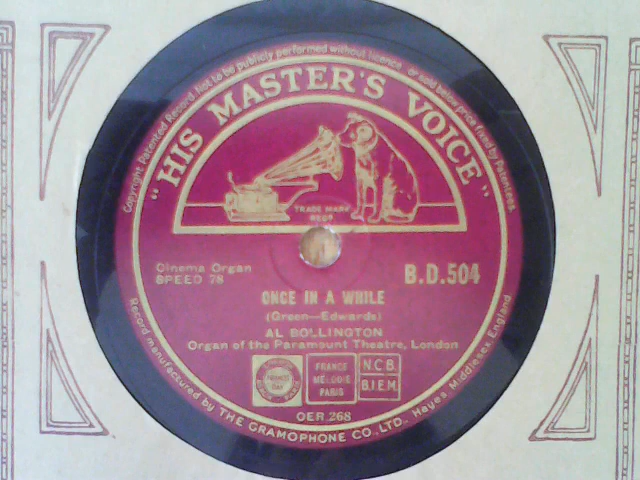 Copyright Patented Record. Not to be publicly performed without licence, or sold below price fixed by Patentees.
"HIS MASTER'S VOICE"
TRADE MARK
REGD
Cinema Organ
SPEED 78
B.D.504
ONCE IN A WHILE
(Green—Edwards)
AL BOLLINGTON
Organ of the Paramount Theatre, London
FRANCE
MÉLODIE
PARIS
N.C.B.
B.I.E.M.
OER 268
Record manufactured by THE GRAMOPHONE CO., LTD., Hayes, Middlesex, England